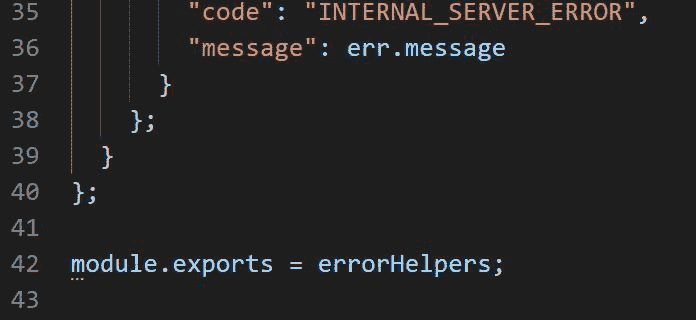 35 "code": "INTERNAL_SERVER_ERROR",
36 "message": err.message
37 }
38 };
39 }
40 };
41
42 module.exports = errorHelpers;
43